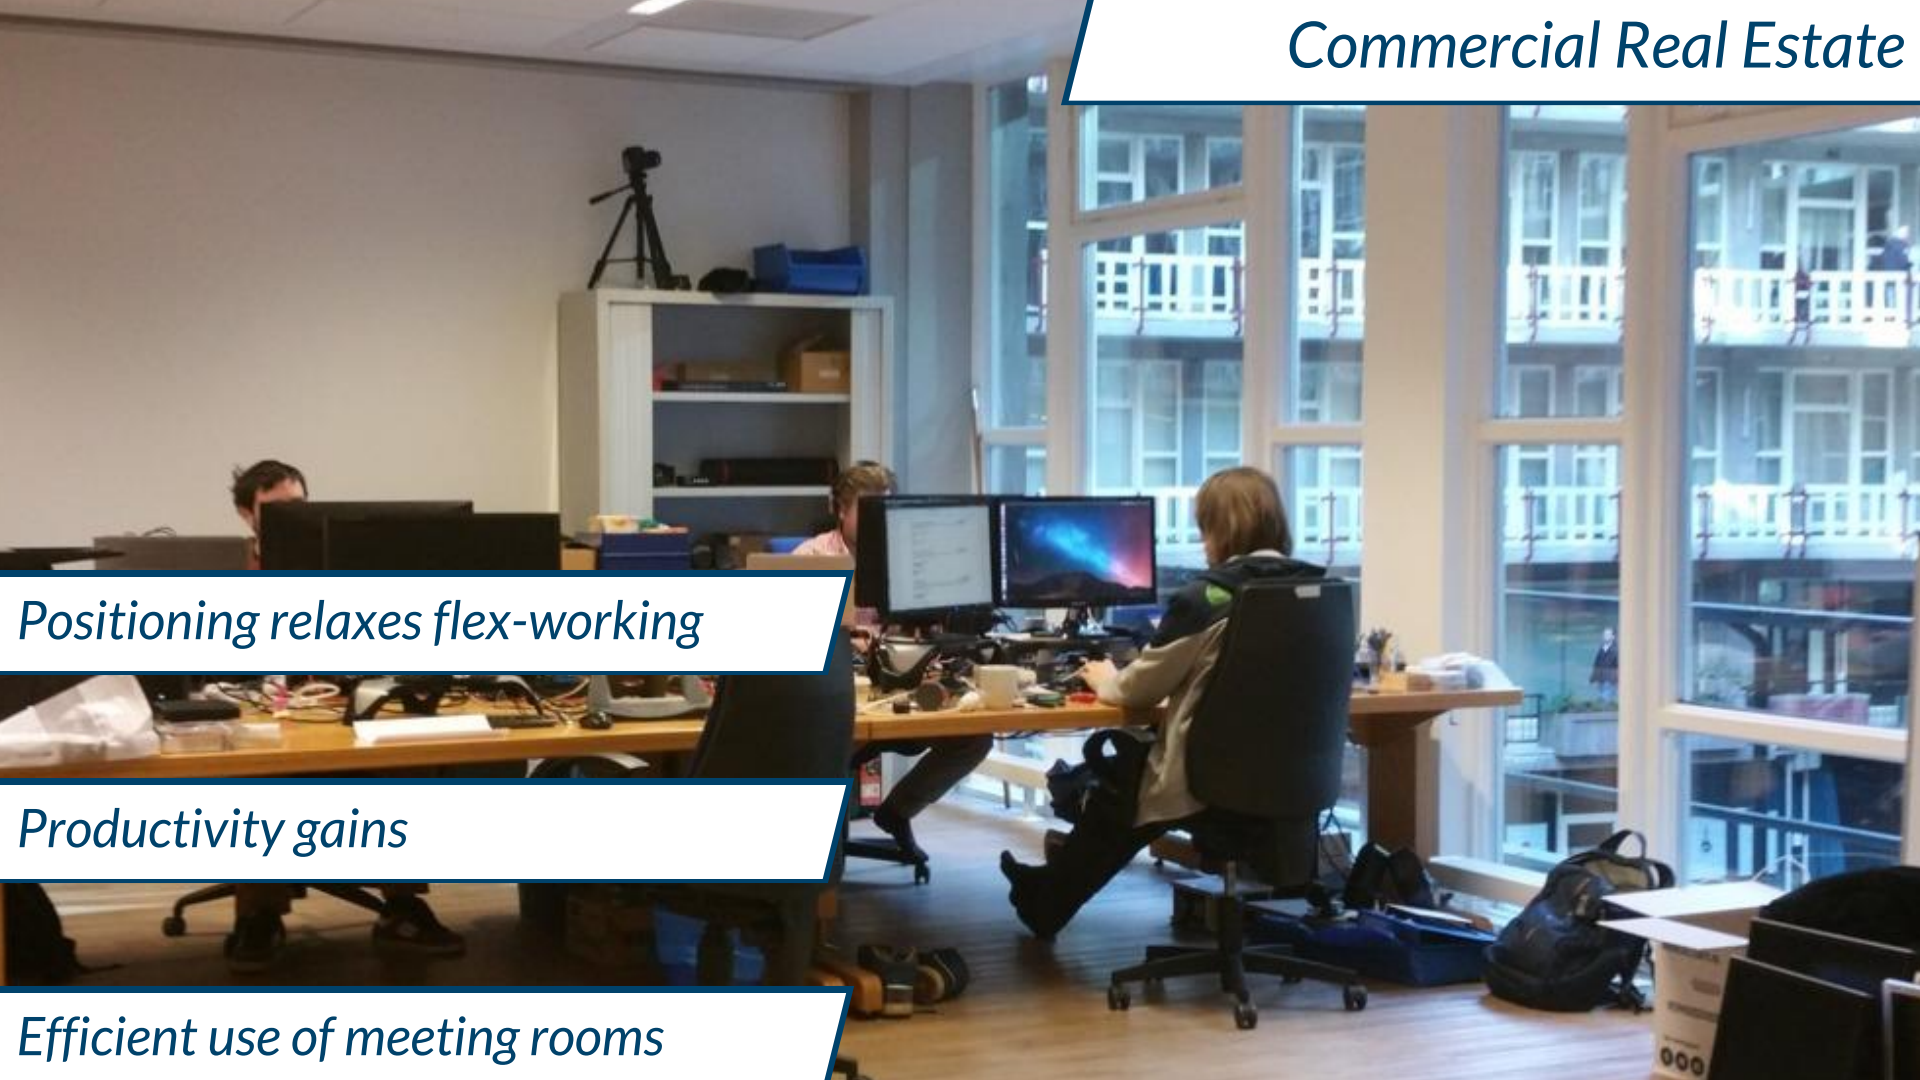 Commercial Real Estate
Positioning relaxes flex-working
Productivity gains
Efficient use of meeting rooms